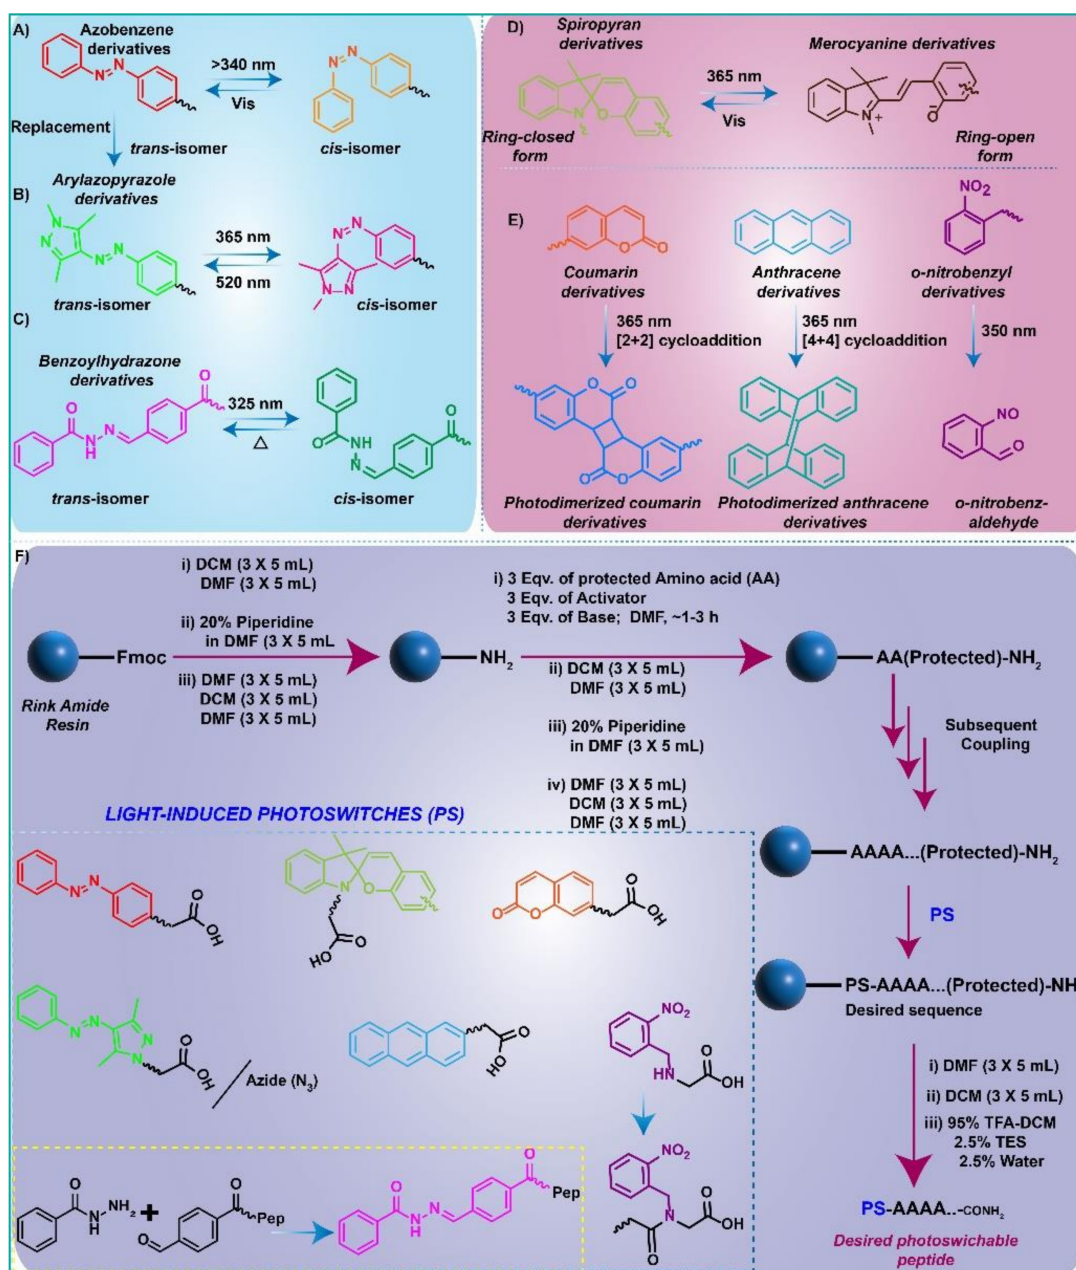 A)
Azobenzene
derivatives
N
N
>340 nm
Vis
N
N
Replacement
trans-isomer
cis-isomer
Arylazopyrazole
derivatives
B)
N
N
N
N
365 nm
520 nm
N
N
N
N
trans-isomer
cis-isomer
C)
Benzoylhydrazone
derivatives
O
O
N
H
N
325 nm
△
O
NH
N
O
trans-isomer
cis-isomer
D)
Spiropyran
derivatives
Merocyanine derivatives
N
O
365 nm
Vis
N
+
O
Ring-closed
form
Ring-open
form
E)
O
O
NO2
Coumarin
derivatives
Anthracene
derivatives
o-nitrobenzyl
derivatives
365 nm
[2+2] cycloaddition
365 nm
[4+4] cycloaddition
350 nm
O
O
O
O
NO
O
Photodimerized coumarin
derivatives
Photodimerized anthracene
derivatives
o-nitrobenz-
aldehyde
F)
i) DCM (3 X 5 mL)
DMF (3 X 5 mL)
ii) 20% Piperidine
in DMF (3 X 5 mL
Fmoc
iii) DMF (3 X 5 mL)
DCM (3 X 5 mL)
DMF (3 X 5 mL)
Rink Amide
Resin
NH2
i) 3 Eqv. of protected Amino acid (AA)
3 Eqv. of Activator
3 Eqv. of Base; DMF, ~1-3 h
ii) DCM (3 X 5 mL)
DMF (3 X 5 mL)
iii) 20% Piperidine
in DMF (3 X 5 mL)
iv) DMF (3 X 5 mL)
DCM (3 X 5 mL)
DMF (3 X 5 mL)
AA(Protected)-NH2
Subsequent
Coupling
AAAA...(Protected)-NH2
PS
PS-AAAA...(Protected)-NH
Desired sequence
i) DMF (3 X 5 mL)
ii) DCM (3 X 5 mL)
iii) 95% TFA-DCM
2.5% TES
2.5% Water
PS-AAAA..-CONH2
Desired photoswichable
peptide
LIGHT-INDUCED PHOTOSWITCHES (PS)
N
N
O
OH
N
O
O
HO
O
O
O
OH
N
N
N
N
O
OH
Azide (N3)
O
HO
NO2
HN
O
OH
NO2
N
O
O
OH
O
N
H
NH2
+
O
O
Pep
O
N
H
N
O
Pep